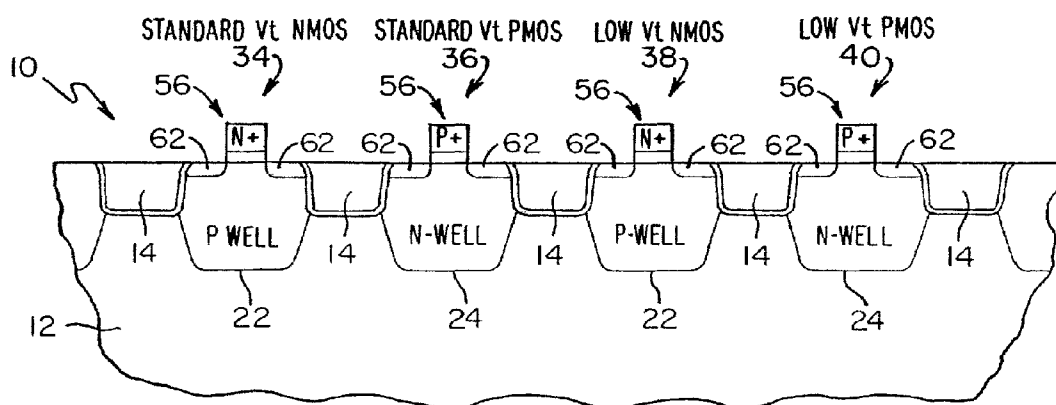 STANDARD Vt NMOS STANDARD Vt PMOS LOW Vt NMOS LOW Vt PMOS
34 36 38 40
10 56 56 56 56
N+ P+ N+ P+
62 62 62 62 62 62 62 62
14 P WELL 14 N-WELL 14 P-WELL 14 N-WELL 14
12 22 24 22 24